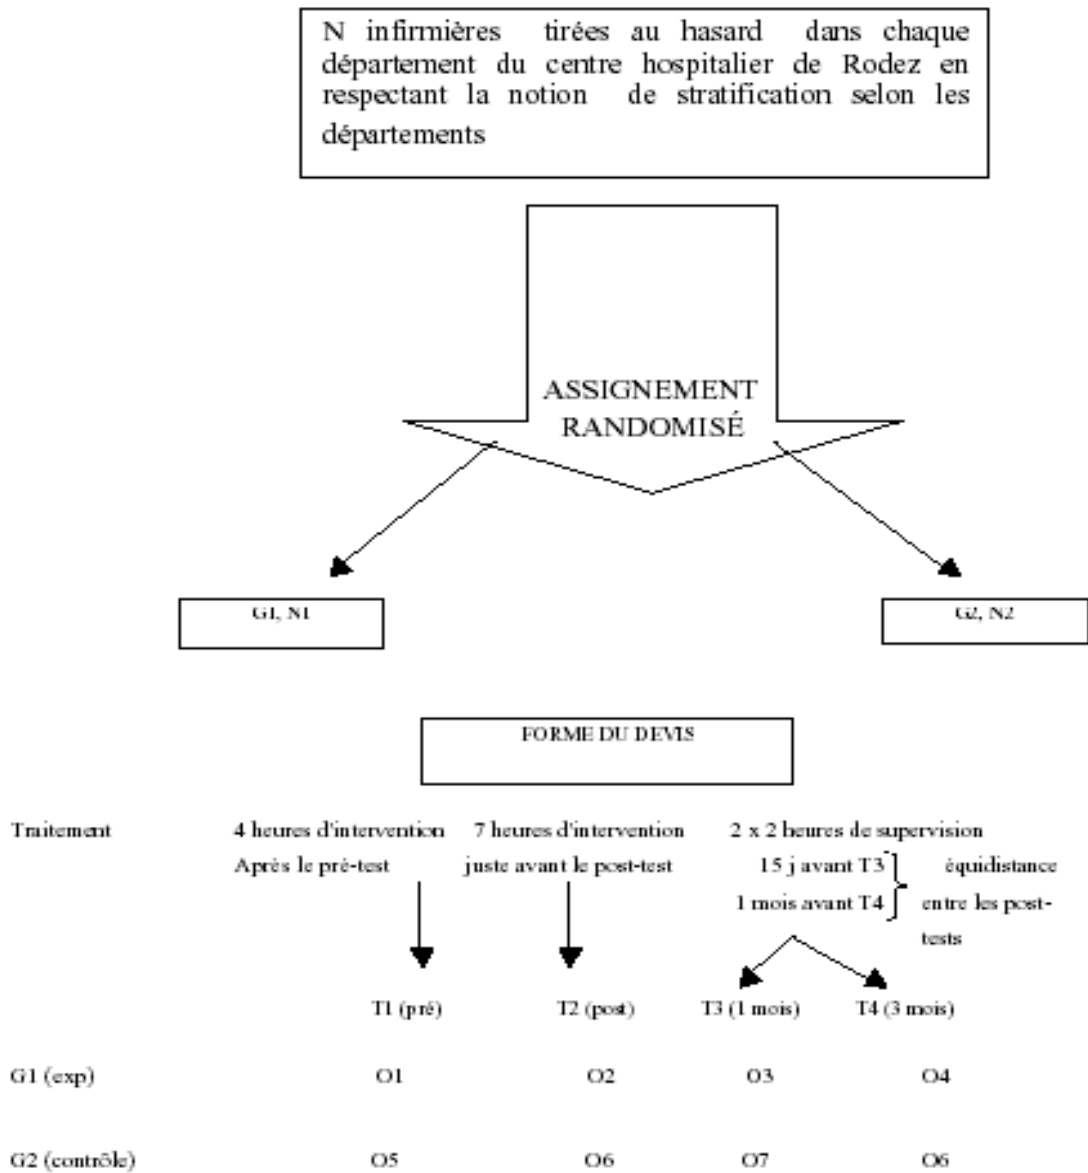 N infirmières tirées au hasard dans chaque
département du centre hospitalier de Rodez en
respectant la notion de stratification selon les
départements
ASSIGNEMENT
RANDOMISÉ
G1, N1
G2, N2
FORME DU DEVIS
Traitement 4 heures d'intervention 7 heures d'intervention 2 x 2 heures de supervision
Après le pré-test juste avant le post-test 15 j avant T3 équidistance
1 mois avant T4 entre les post-
tests
T1 (pré) T2 (post) T3 (1 mois) T4 (3 mois)
G1 (exp) O1 O2 O3 O4
G2 (contrôle) O5 O6 O7 O6